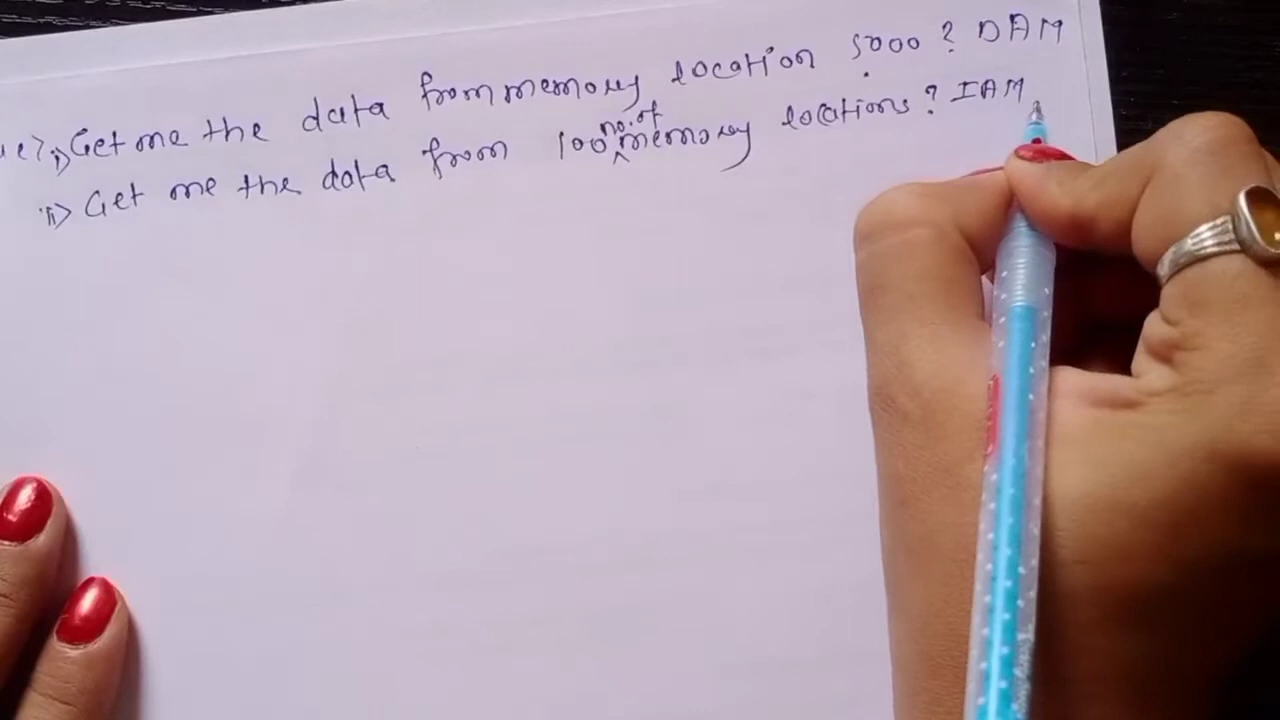 i) Get me the data from memory location 5000 ? DAM
ii) Get me the data from 100 no. of memory locations ? IAM